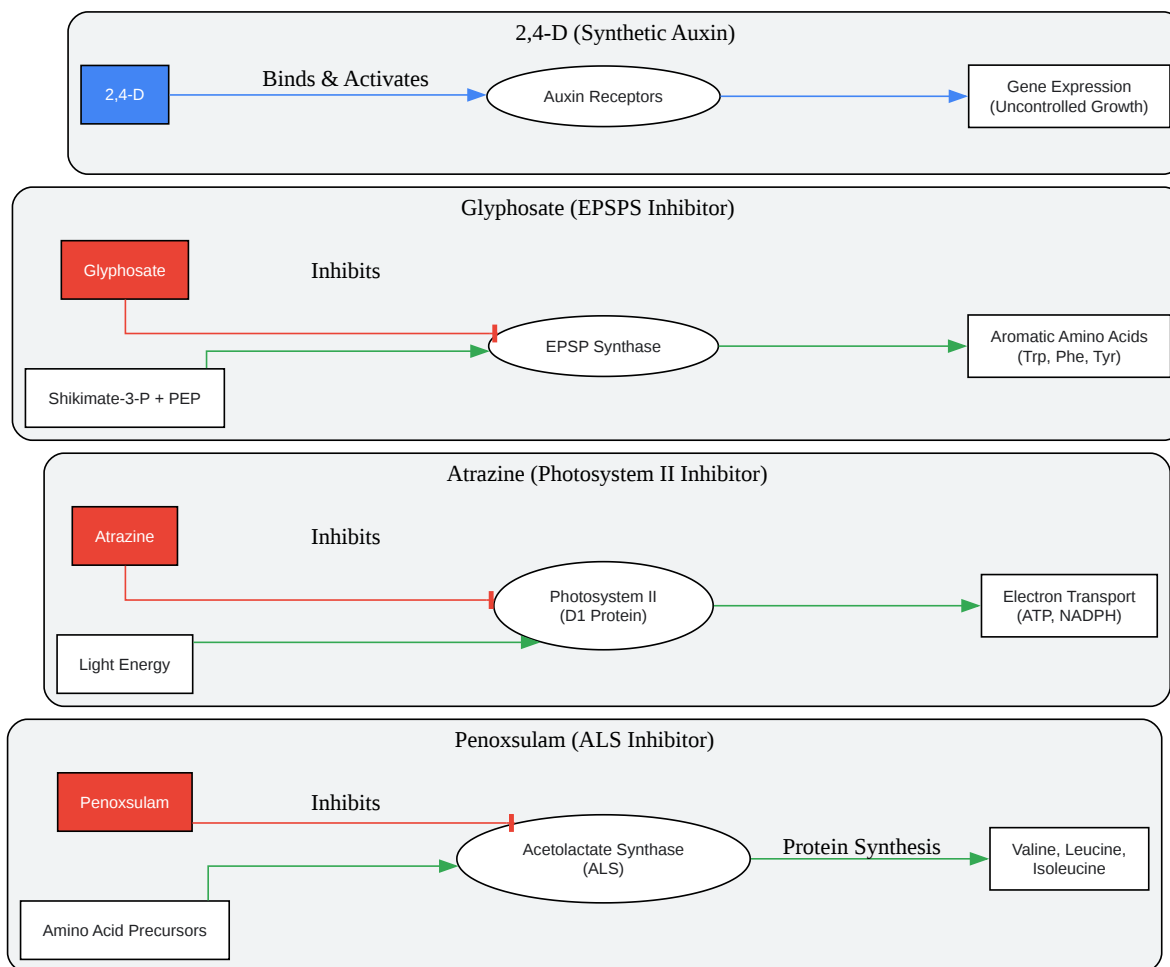 2,4-D (Synthetic Auxin)
2,4-D
Binds & Activates
Auxin Receptors
Gene Expression
(Uncontrolled Growth)
Glyphosate (EPSPS Inhibitor)
Glyphosate
Inhibits
Shikimate-3-P + PEP
EPSP Synthase
Aromatic Amino Acids
(Trp, Phe, Tyr)
Atrazine (Photosystem II Inhibitor)
Atrazine
Inhibits
Light Energy
Photosystem II
(D1 Protein)
Electron Transport
(ATP, NADPH)
Penoxsulam (ALS Inhibitor)
Penoxsulam
Inhibits
Amino Acid Precursors
Acetolactate Synthase
(ALS)
Protein Synthesis
Valine, Leucine,
Isoleucine